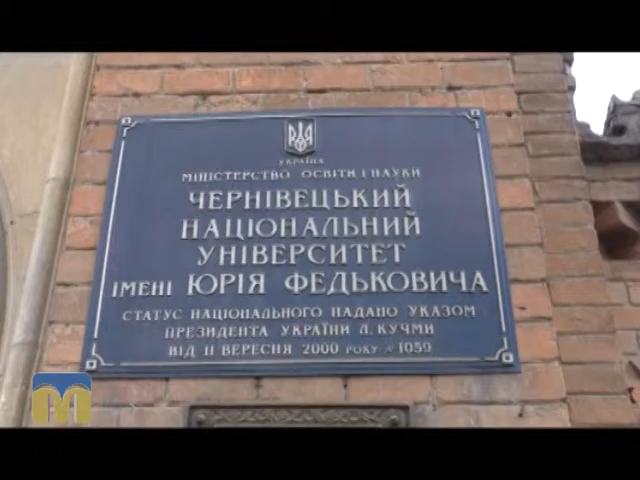 УКРАЇНА
МІНІСТЕРСТВО ОСВІТИ І НАУКИ
ЧЕРНІВЕЦЬКИЙ
НАЦІОНАЛЬНИЙ
УНІВЕРСИТЕТ
ІМЕНІ ЮРІЯ ФЕДЬКОВИЧА
СТАТУС НАЦІОНАЛЬНОГО НАДАНО УКАЗОМ
ПРЕЗИДЕНТА УКРАЇНИ Л. КУЧМИ
ВІД 11 ВЕРЕСНЯ 2000 РОКУ № 1059
М